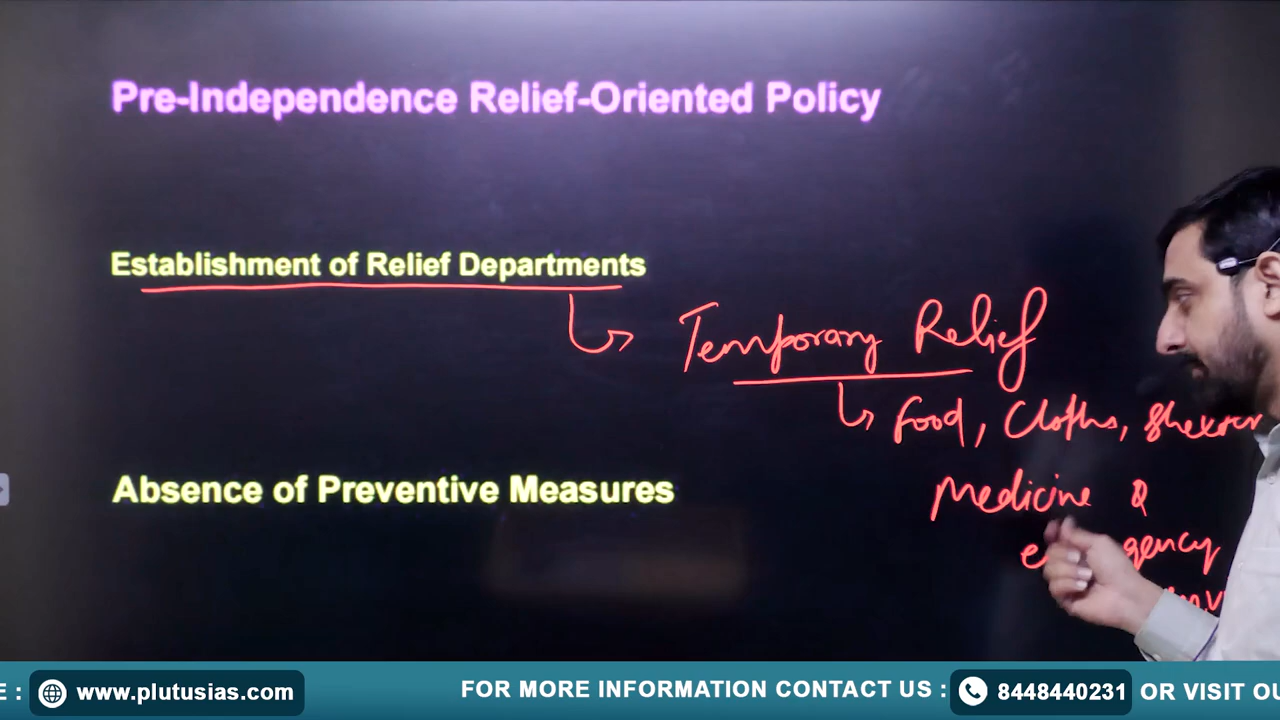 Pre-Independence Relief-Oriented Policy
Establishment of Relief Departments
Temporary Relief
Food, Cloths,
Absence of Preventive Measures
Medicine &
E :
www.plutusias.com
FOR MORE INFORMATION CONTACT US :
8448440231
OR VISIT OU